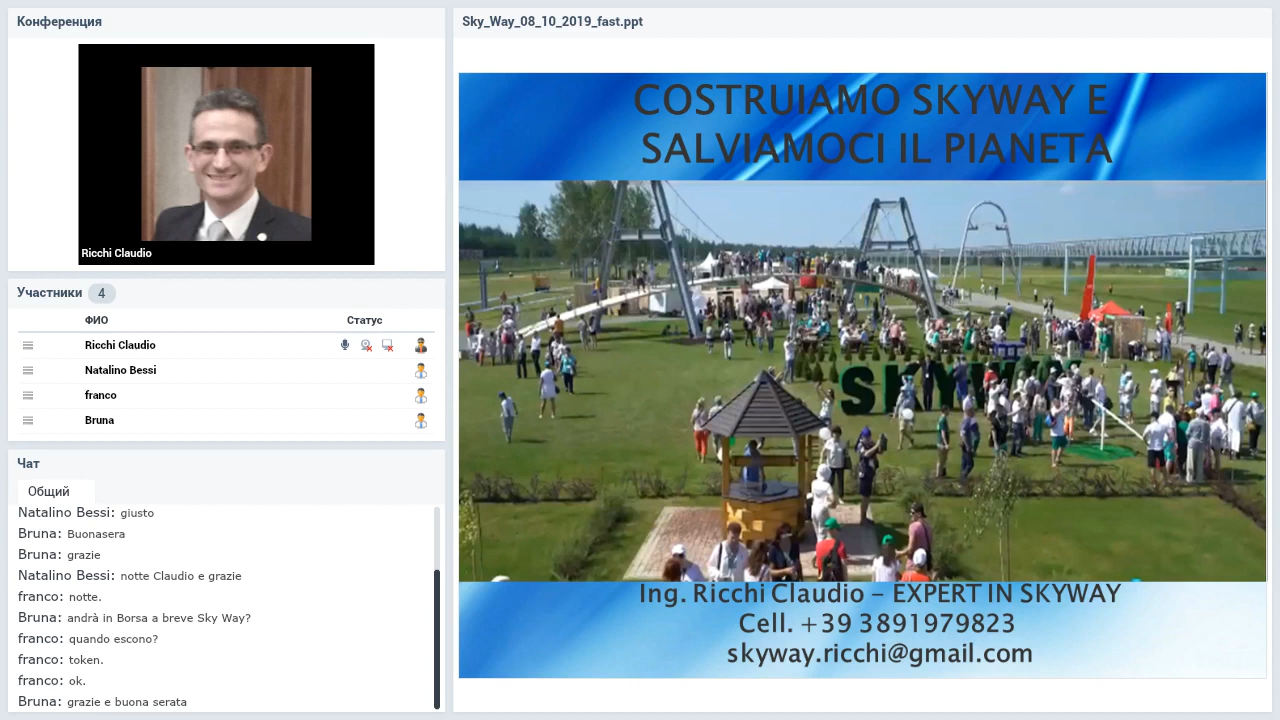 Конференция
Ricchi Claudio
Участники 4
ФИО Статус
Ricchi Claudio
Natalino Bessi
franco
Bruna
Чат
Общий
Natalino Bessi: giusto
Bruna: Buonasera
Bruna: grazie
Natalino Bessi: notte Claudio e grazie
franco: notte.
Bruna: andrà in Borsa a breve Sky Way?
franco: quando escono?
franco: token.
franco: ok.
Bruna: grazie e buona serata
Sky_Way_08_10_2019_fast.ppt
COSTRUIAMO SKYWAY E
SALVIAMOCI IL PIANETA
SKYWAY
Ing. Ricchi Claudio – EXPERT IN SKYWAY
Cell. +39 3891979823
skyway.ricchi@gmail.com